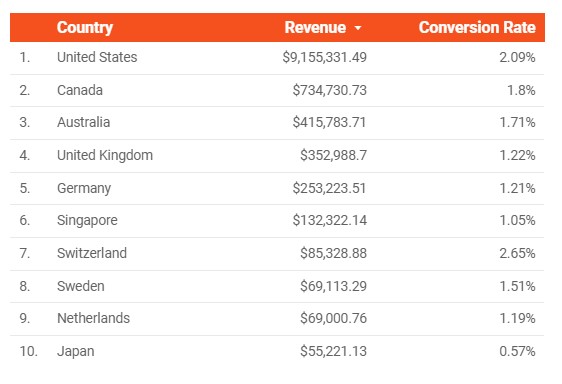 Country Revenue Conversion Rate
1. United States $9,155,331.49 2.09%
2. Canada $734,730.73 1.8%
3. Australia $415,783.71 1.71%
4. United Kingdom $352,988.7 1.22%
5. Germany $253,223.51 1.21%
6. Singapore $132,322.14 1.05%
7. Switzerland $85,328.88 2.65%
8. Sweden $69,113.29 1.51%
9. Netherlands $69,000.76 1.19%
10. Japan $55,221.13 0.57%